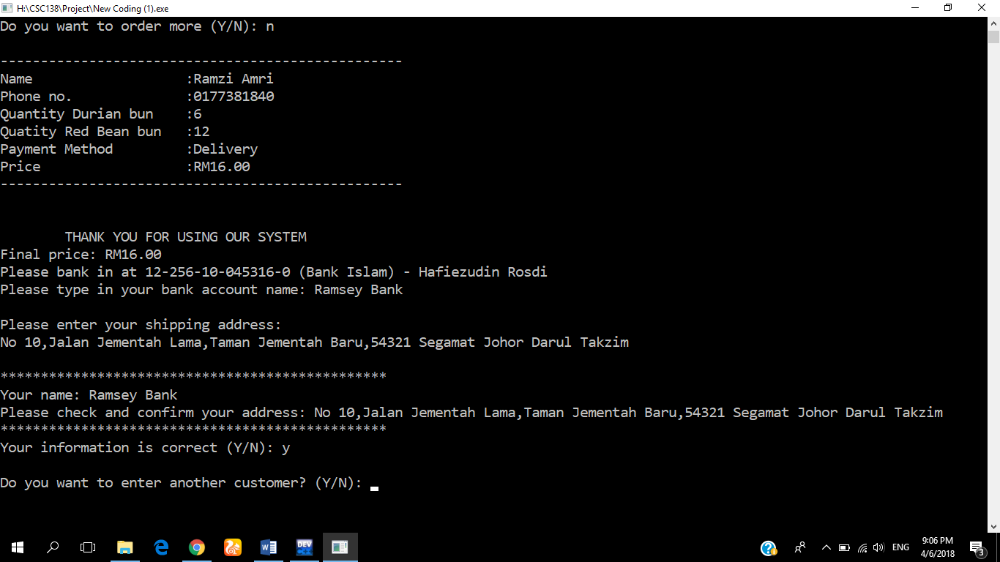 H:\CSC138\Project\New Coding (1).exe
Do you want to order more (Y/N): n
--------------------------------------------------
Name                   :Ramzi Amri
Phone no.              :0177381840
Quantity Durian bun    :6
Quatity Red Bean bun   :12
Payment Method         :Delivery
Price                  :RM16.00
--------------------------------------------------
THANK YOU FOR USING OUR SYSTEM
Final price: RM16.00
Please bank in at 12-256-10-045316-0 (Bank Islam) - Hafiezudin Rosdi
Please type in your bank account name: Ramsey Bank
Please enter your shipping address:
No 10,Jalan Jementah Lama,Taman Jementah Baru,54321 Segamat Johor Darul Takzim
************************************************
Your name: Ramsey Bank
Please check and confirm your address: No 10,Jalan Jementah Lama,Taman Jementah Baru,54321 Segamat Johor Darul Takzim
************************************************
Your information is correct (Y/N): y
Do you want to enter another customer? (Y/N):
DEV
ENG
9:06 PM
4/6/2018
3